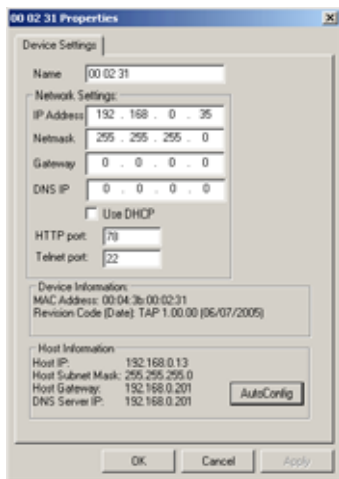 00 02 31 Properties
Device Settings
Name 00 02 31
Network Settings:
IP Address 192 . 168 . 0 . 35
Netmask 255 . 255 . 255 . 0
Gateway 0 . 0 . 0 . 0
DNS IP 0 . 0 . 0 . 0
Use DHCP
HTTP port: 78
Telnet port: 22
Device Information:
MAC Address: 00:04:3b:00:02:31
Revision Code (Date): TAP 1.00.00 (06/07/2005)
Host Information
Host IP: 192.168.0.13
Host Subnet Mask: 255.255.255.0
Host Gateway: 192.168.0.201
DNS Server IP: 192.168.0.201
AutoConfig
OK Cancel Apply